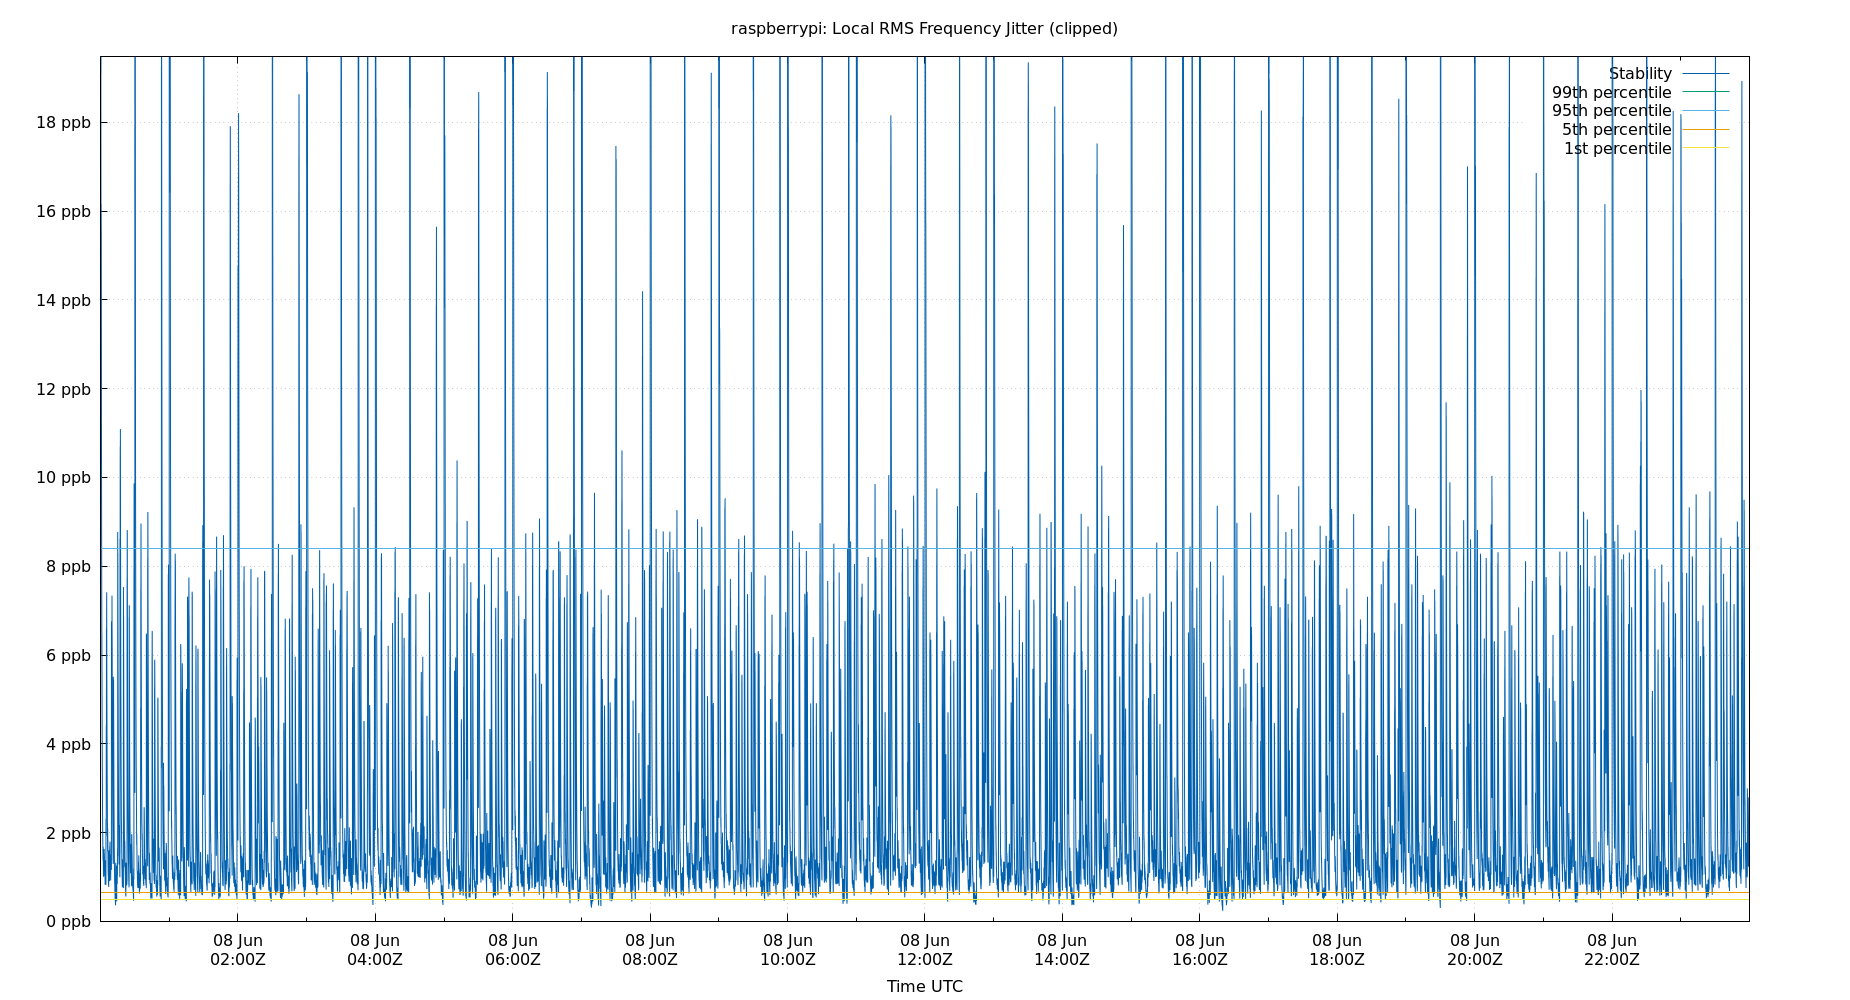 raspberrypi: Local RMS Frequency Jitter (clipped)
Stability
99th percentile
95th percentile
5th percentile
1st percentile
18 ppb
16 ppb
14 ppb
12 ppb
10 ppb
8 ppb
6 ppb
4 ppb
2 ppb
0 ppb
08 Jun 08 Jun 08 Jun 08 Jun 08 Jun 08 Jun 08 Jun 08 Jun 08 Jun 08 Jun 08 Jun
02:00Z 04:00Z 06:00Z 08:00Z 10:00Z 12:00Z 14:00Z 16:00Z 18:00Z 20:00Z 22:00Z
Time UTC